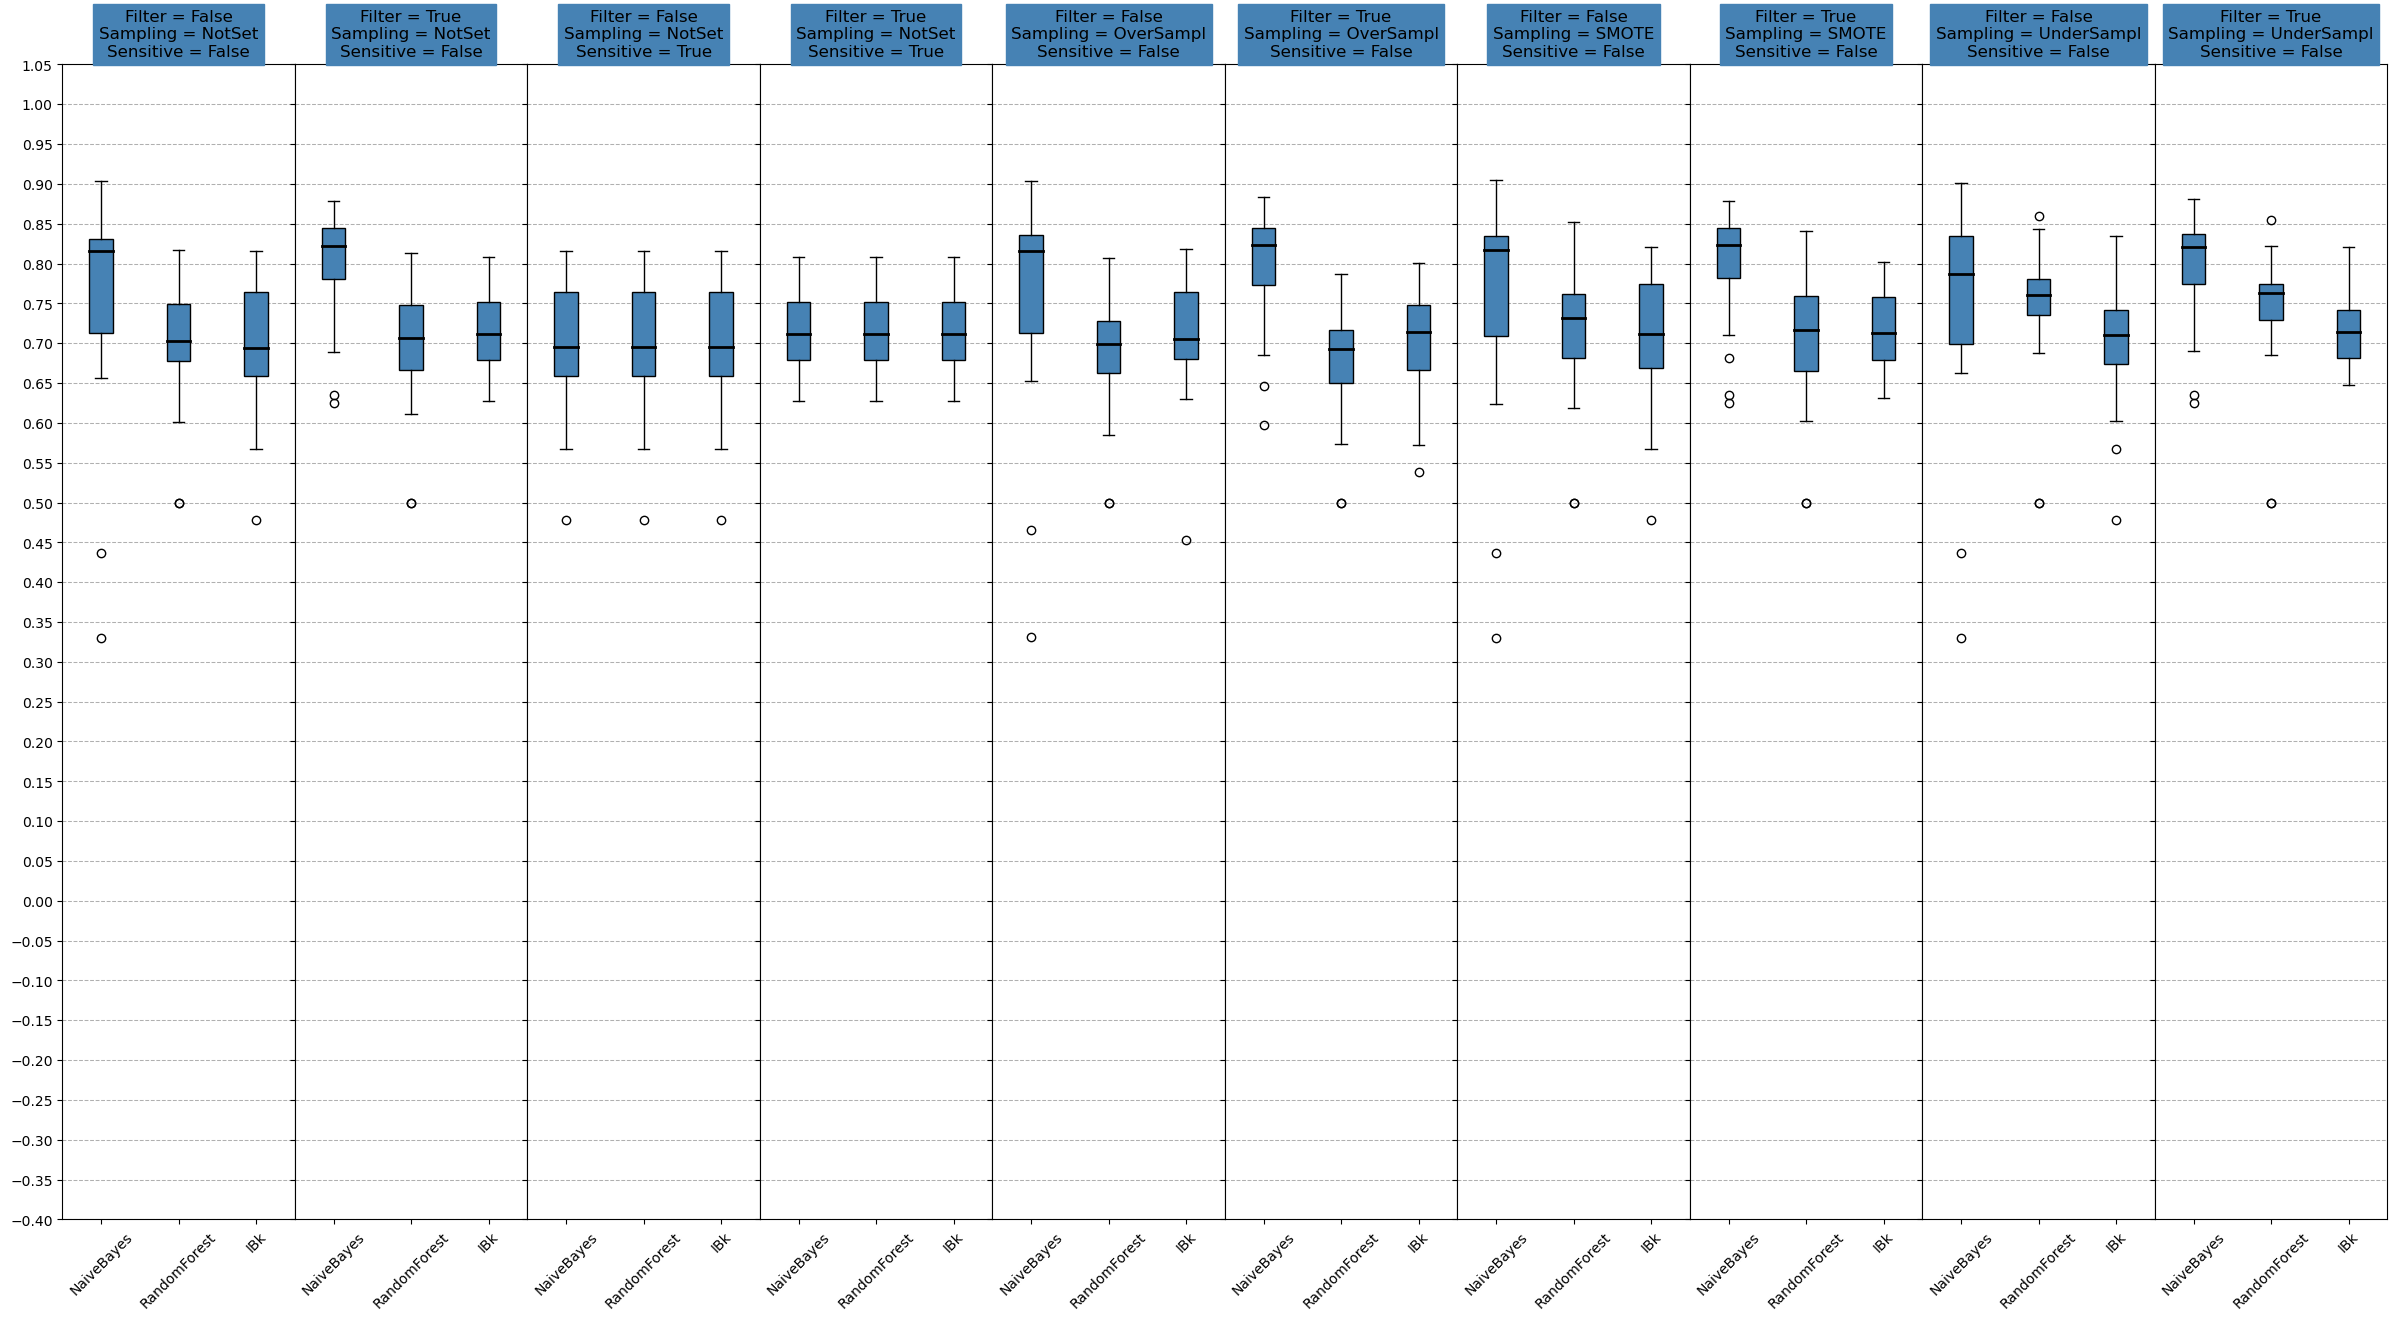 Filter = False
Sampling = NotSet
Sensitive = False
Filter = True
Sampling = NotSet
Sensitive = False
Filter = False
Sampling = NotSet
Sensitive = True
Filter = True
Sampling = NotSet
Sensitive = True
Filter = False
Sampling = OverSampl
Sensitive = False
Filter = True
Sampling = OverSampl
Sensitive = False
Filter = False
Sampling = SMOTE
Sensitive = False
Filter = True
Sampling = SMOTE
Sensitive = False
Filter = False
Sampling = UnderSampl
Sensitive = False
Filter = True
Sampling = UnderSampl
Sensitive = False
1.05
1.00
0.95
0.90
0.85
0.80
0.75
0.70
0.65
0.60
0.55
0.50
0.45
0.40
0.35
0.30
0.25
0.20
0.15
0.10
0.05
0.00
−0.05
−0.10
−0.15
−0.20
−0.25
−0.30
−0.35
−0.40
NaiveBayes
RandomForest
IBk
NaiveBayes
RandomForest
IBk
NaiveBayes
RandomForest
IBk
NaiveBayes
RandomForest
IBk
NaiveBayes
RandomForest
IBk
NaiveBayes
RandomForest
IBk
NaiveBayes
RandomForest
IBk
NaiveBayes
RandomForest
IBk
NaiveBayes
RandomForest
IBk
NaiveBayes
RandomForest
IBk